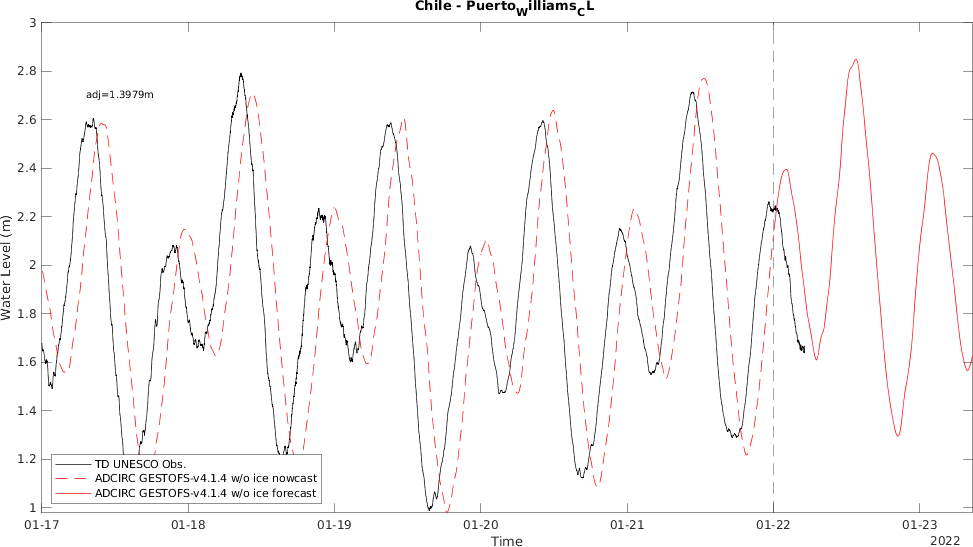 Chile - Puerto_Williams_CL
3
2.8
adj=1.3979m
2.6
2.4
2.2
2
Water Level (m)
1.8
1.6
1.4
1.2
1
TD UNESCO Obs.
ADCIRC GESTOFS-v4.1.4 w/o ice nowcast
ADCIRC GESTOFS-v4.1.4 w/o ice forecast
01-17 01-18 01-19 01-20 01-21 01-22 01-23
Time
2022